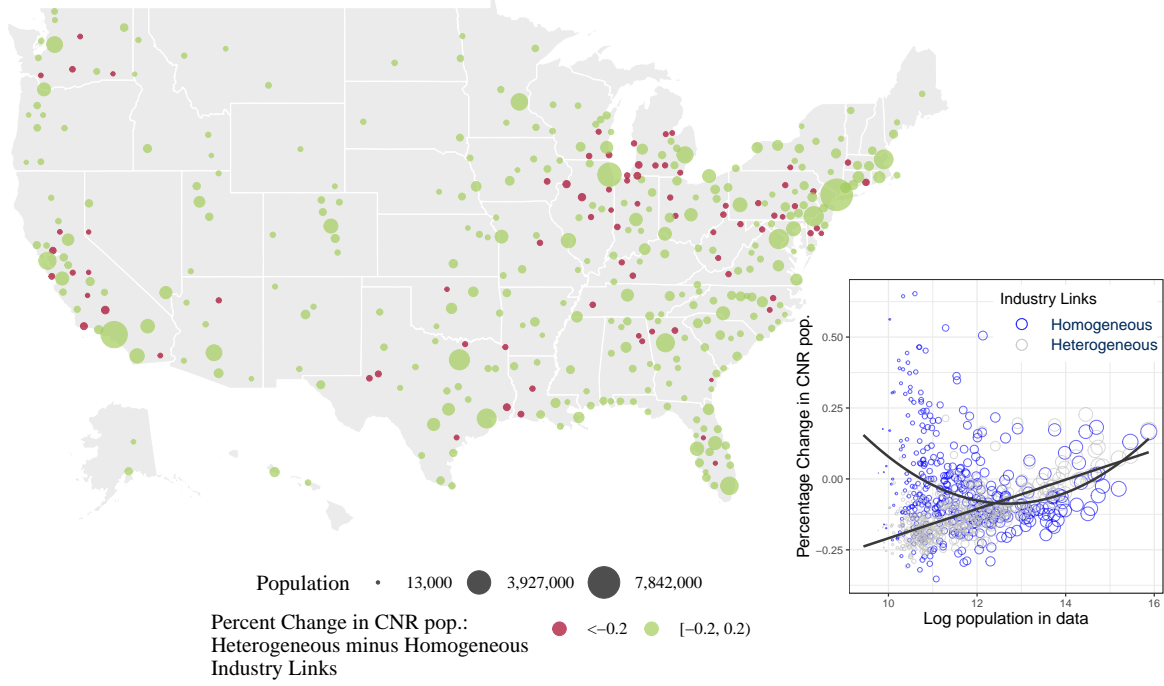 Industry Links
Homogeneous
Heterogeneous
Percentage Change in CNR pop.
0.50
0.25
0.00
−0.25
10
12
14
16
Log population in data
Population
13,000
3,927,000
7,842,000
Percent Change in CNR pop.:
Heterogeneous minus Homogeneous
Industry Links
<−0.2
[−0.2, 0.2)